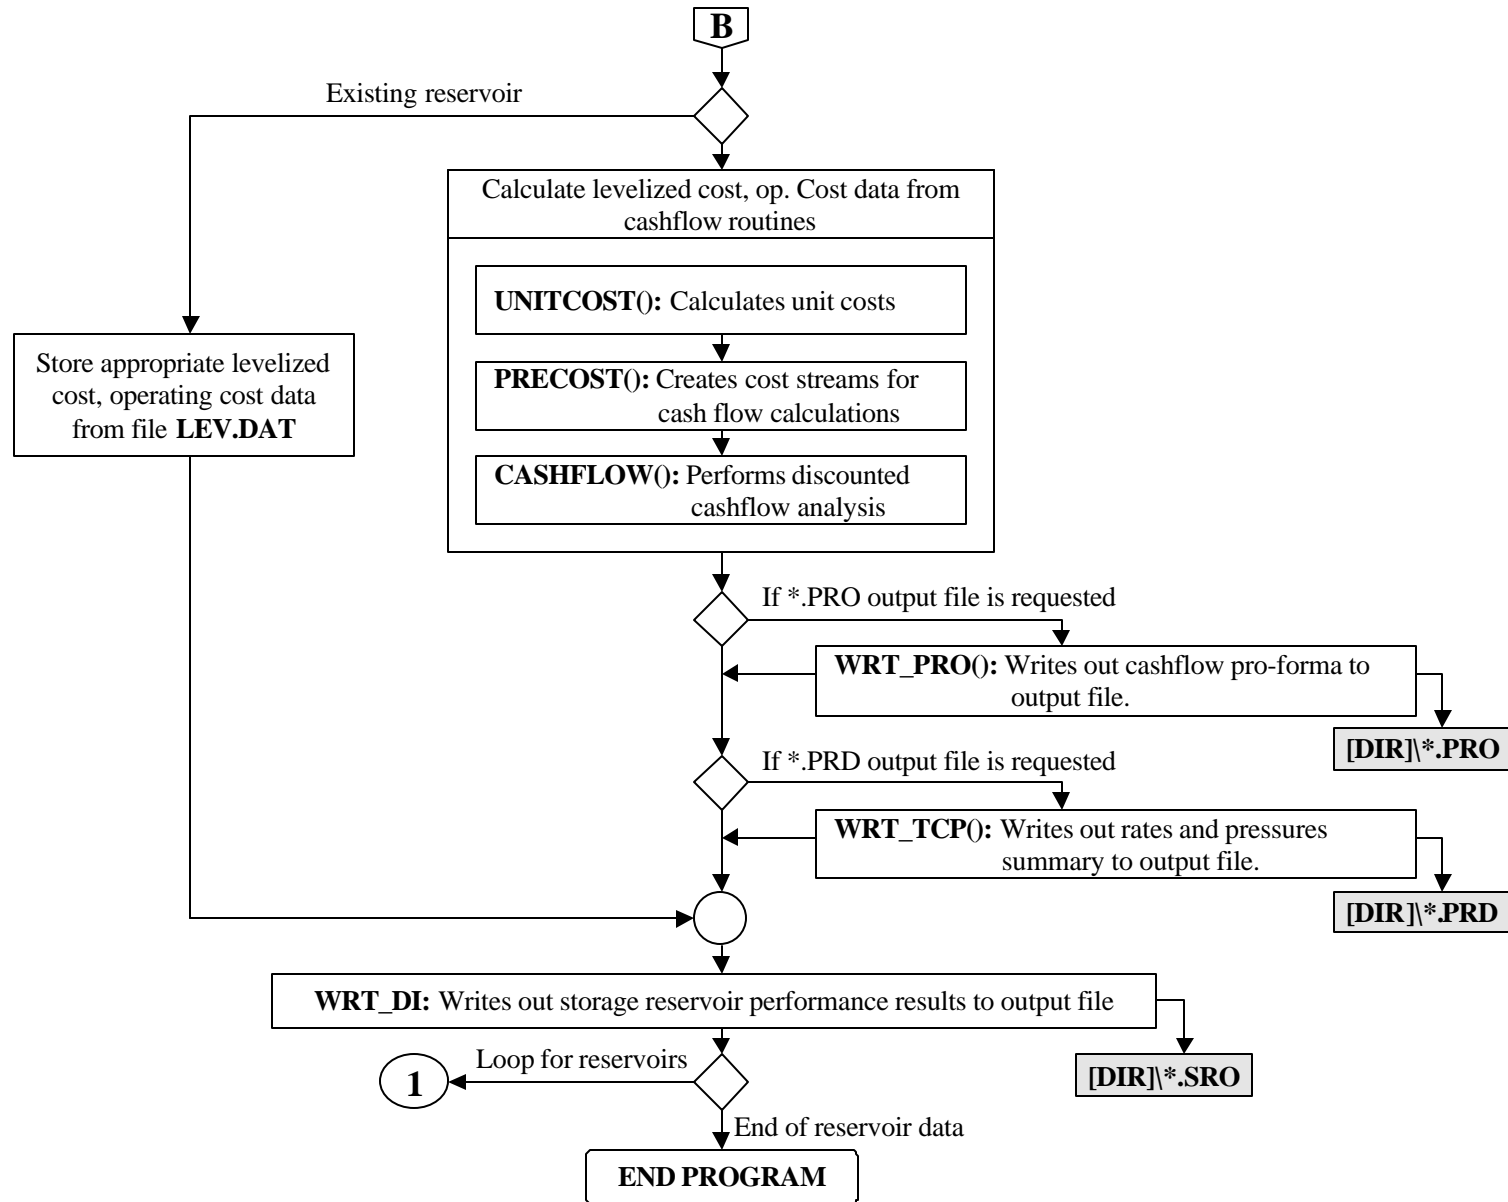 B
Existing reservoir
Calculate levelized cost, op. Cost data from
cashflow routines
UNITCOST(): Calculates unit costs
Store appropriate levelized
cost, operating cost data
from file LEV.DAT
PRECOST(): Creates cost streams for
cash flow calculations
CASHFLOW(): Performs discounted
cashflow analysis
If *.PRO output file is requested
WRT_PRO(): Writes out cashflow pro-forma to
output file.
[DIR]\*.PRO
If *.PRD output file is requested
WRT_TCP(): Writes out rates and pressures
summary to output file.
[DIR]\*.PRD
WRT_DI: Writes out storage reservoir performance results to output file
Loop for reservoirs
1
[DIR]\*.SRO
End of reservoir data
END PROGRAM